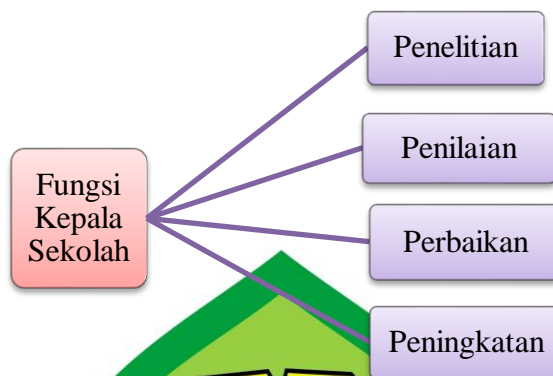 Fungsi
Kepala
Sekolah
Penelitian
Penilaian
Perbaikan
Peningkatan